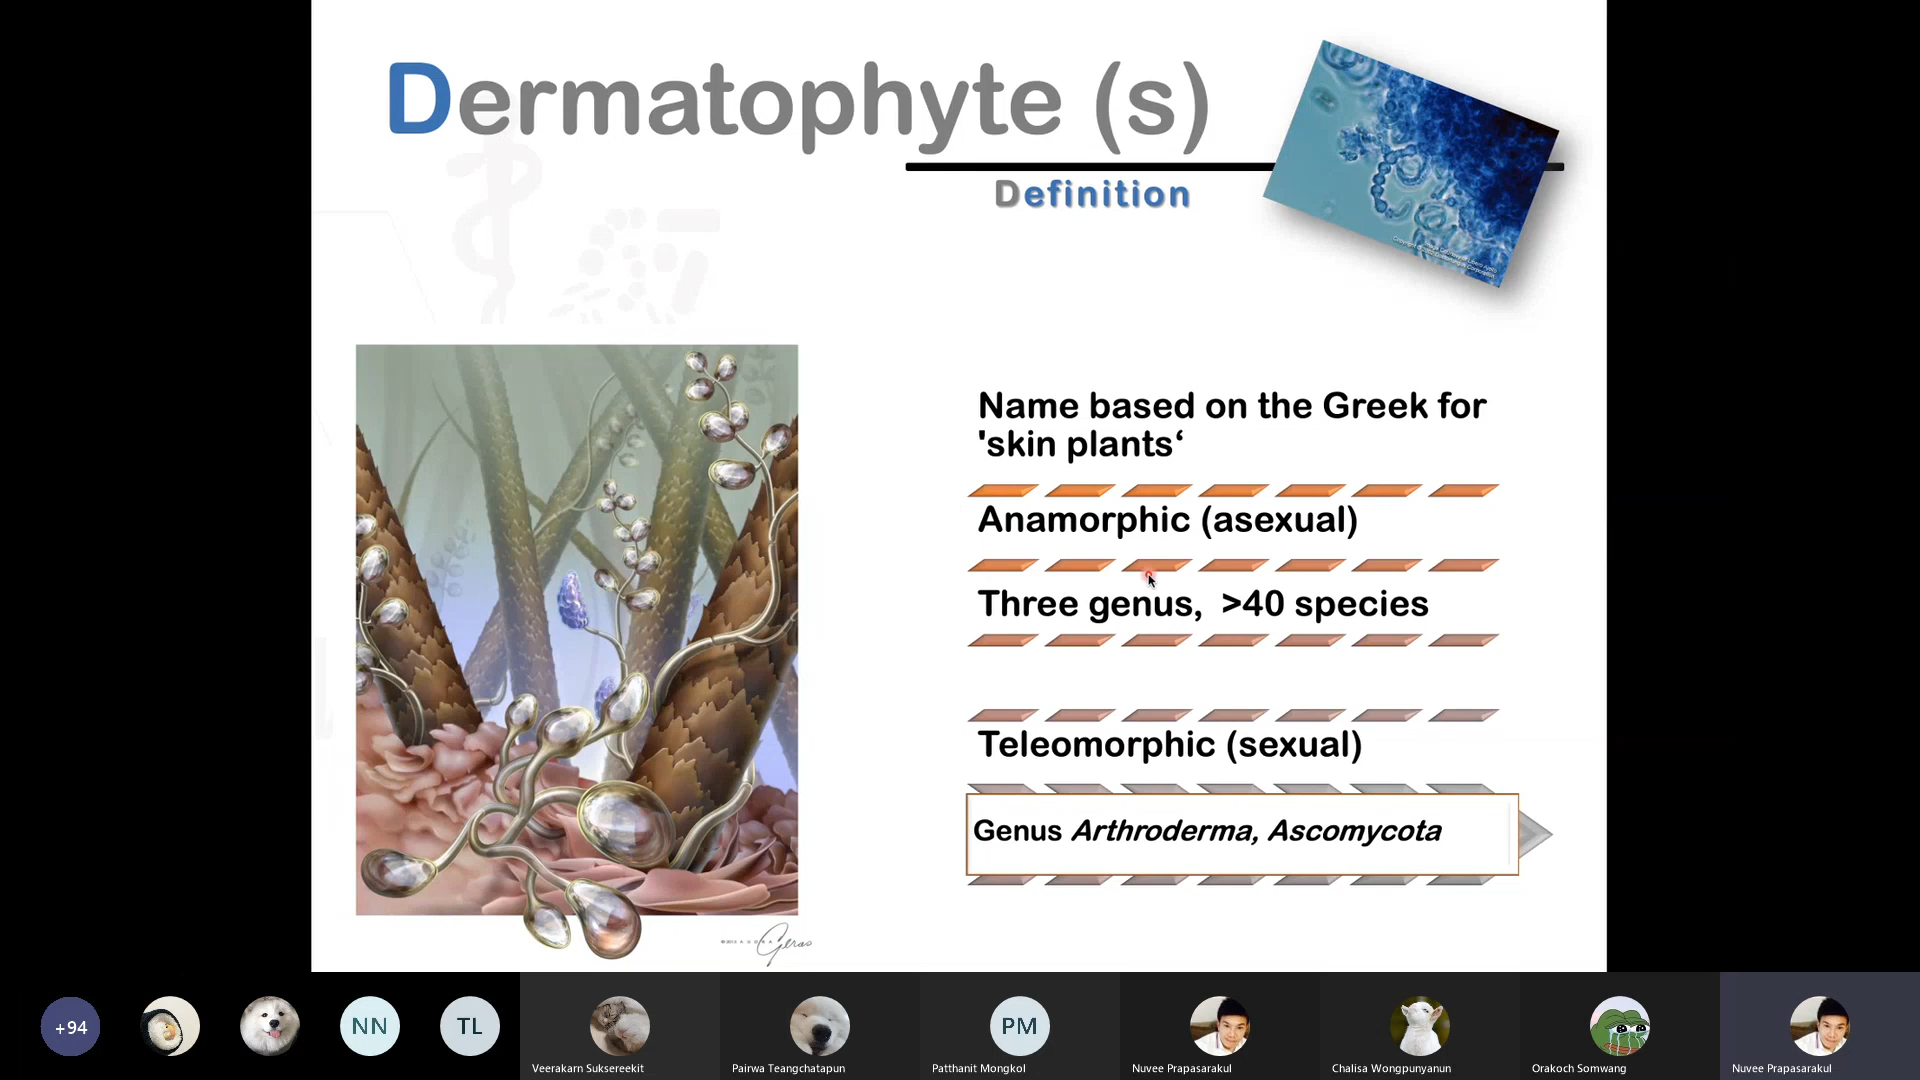 Dermatophyte (s)
Definition
Name based on the Greek for
'skin plants‘
Anamorphic (asexual)
Three genus, >40 species
Teleomorphic (sexual)
Genus Arthroderma, Ascomycota
+94
NN
TL
PM
Veerakarn Suksereekit
Pairwa Teangchatapun
Patthanit Mongkol
Nuvee Prapasarakul
Chalisa Wongpunyanun
Orakoch Somwang
Nuvee Prapasarakul